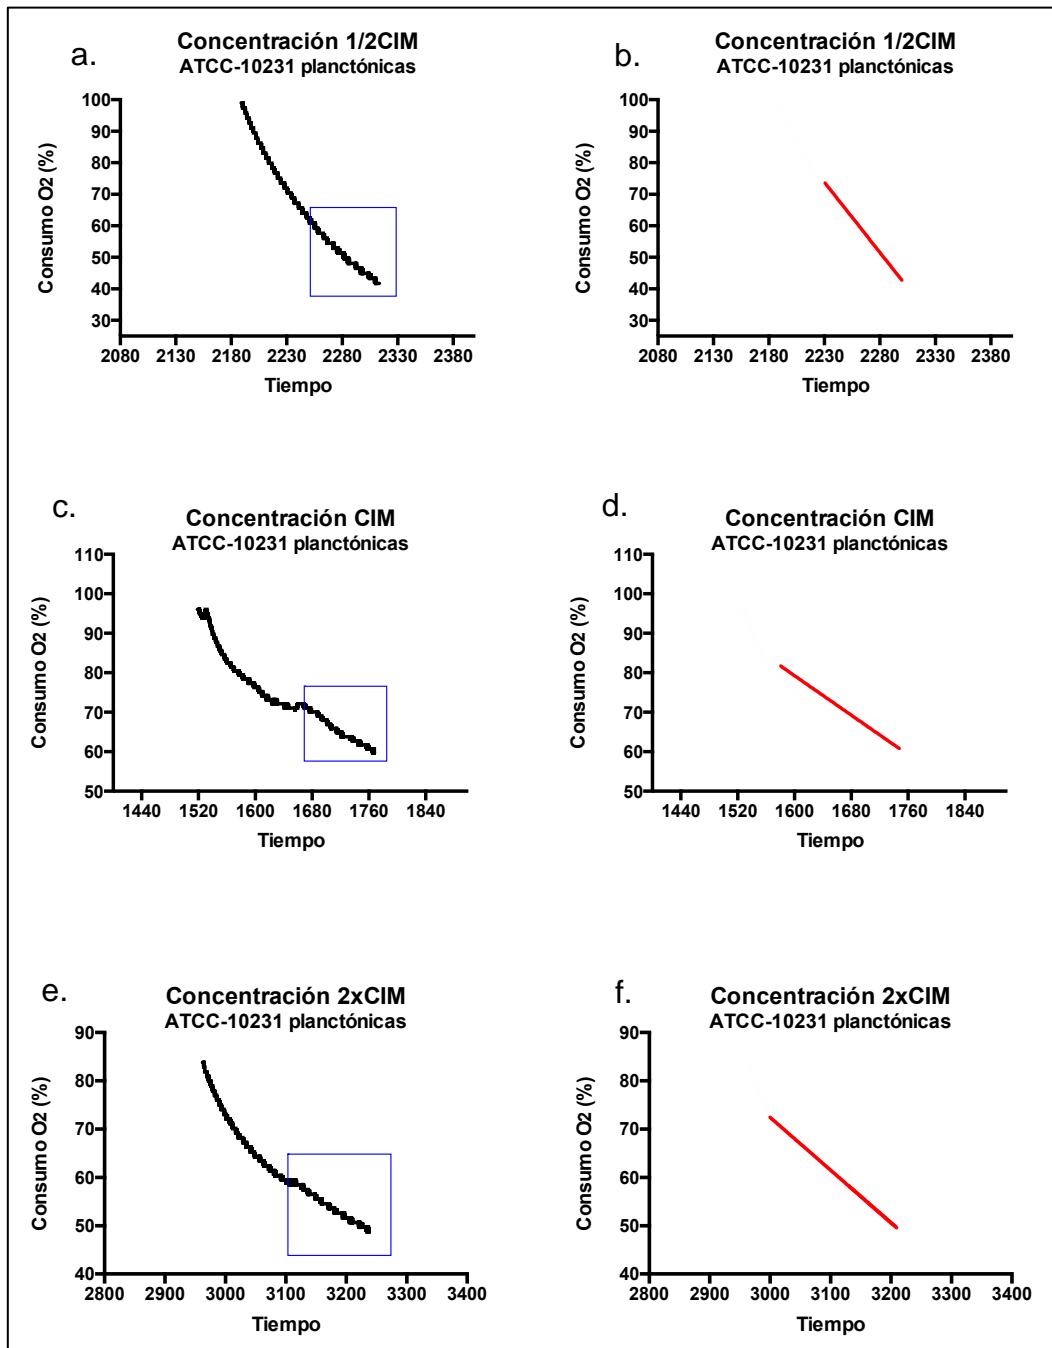 a.
Concentración 1/2CIM
ATCC-10231 planctónicas
Consumo O2 (%)
100
90
80
70
60
50
40
30
2080 2130 2180 2230 2280 2330 2380
Tiempo
b.
Concentración 1/2CIM
ATCC-10231 planctónicas
Consumo O2 (%)
100
90
80
70
60
50
40
30
2080 2130 2180 2230 2280 2330 2380
Tiempo
c.
Concentración CIM
ATCC-10231 planctónicas
Consumo O2 (%)
110
100
90
80
70
60
50
1440 1520 1600 1680 1760 1840
Tiempo
d.
Concentración CIM
ATCC-10231 planctónicas
Consumo O2 (%)
110
100
90
80
70
60
50
1440 1520 1600 1680 1760 1840
Tiempo
e.
Concentración 2xCIM
ATCC-10231 planctónicas
Consumo O2 (%)
90
80
70
60
50
40
2800 2900 3000 3100 3200 3300 3400
Tiempo
f.
Concentración 2xCIM
ATCC-10231 planctónicas
Consumo O2 (%)
90
80
70
60
50
40
2800 2900 3000 3100 3200 3300 3400
Tiempo